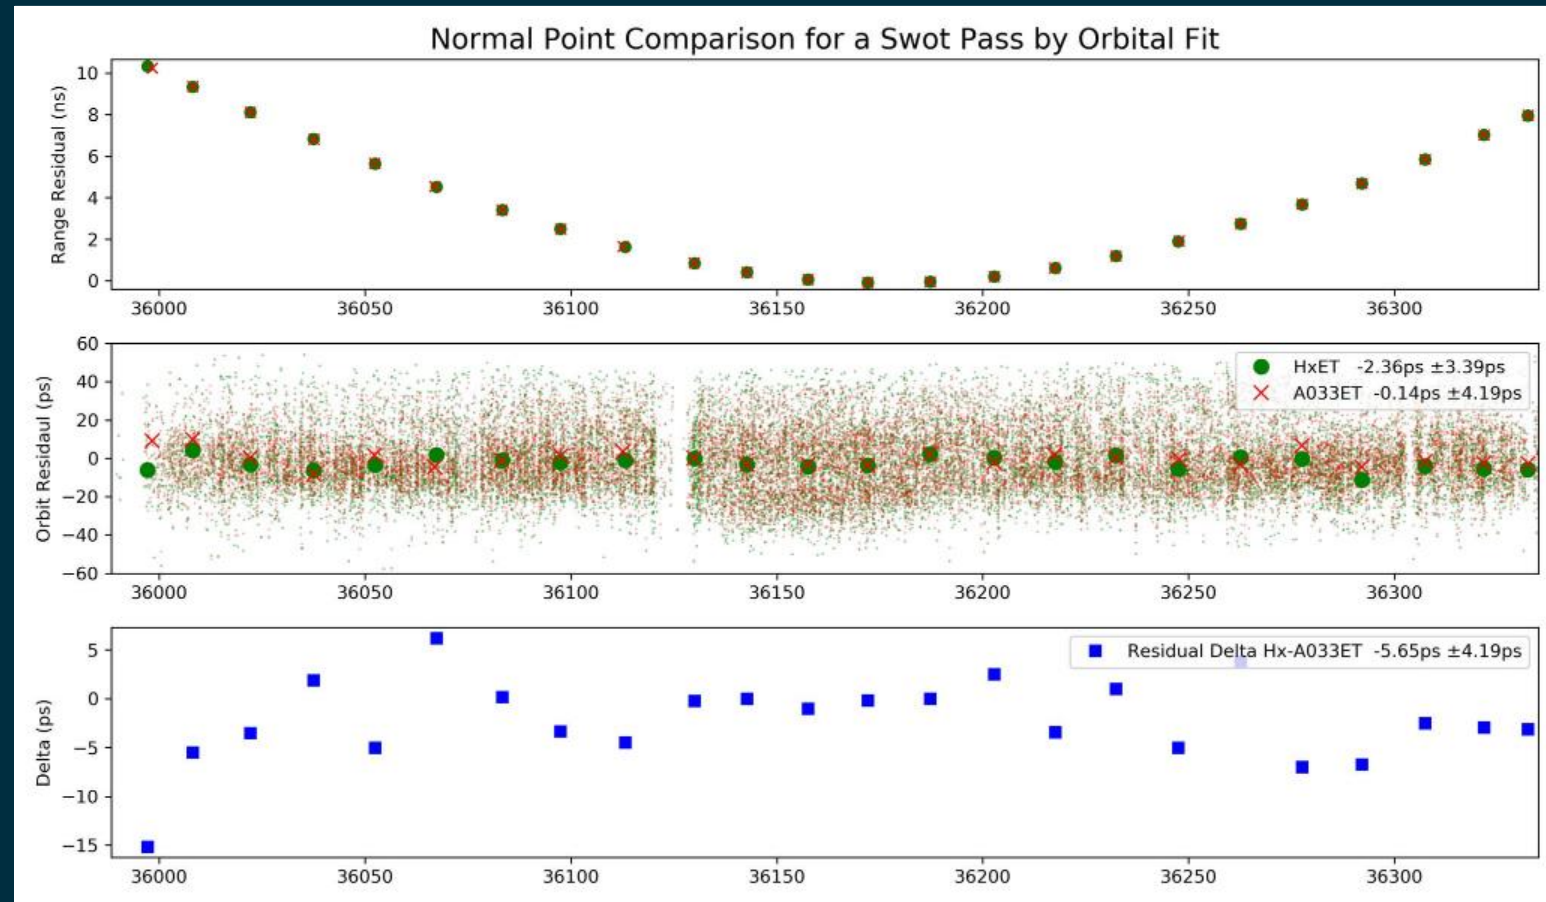 Normal Point Comparison for a Swot Pass by Orbital Fit
Range Residual (ns)
10
8
6
4
2
0
36000 36050 36100 36150 36200 36250 36300
Orbit Residaul (ps)
60
40
20
0
−20
−40
−60
HxET -2.36ps ±3.39ps
A033ET -0.14ps ±4.19ps
36000 36050 36100 36150 36200 36250 36300
Delta (ps)
5
0
−5
−10
−15
Residual Delta Hx-A033ET -5.65ps ±4.19ps
36000 36050 36100 36150 36200 36250 36300